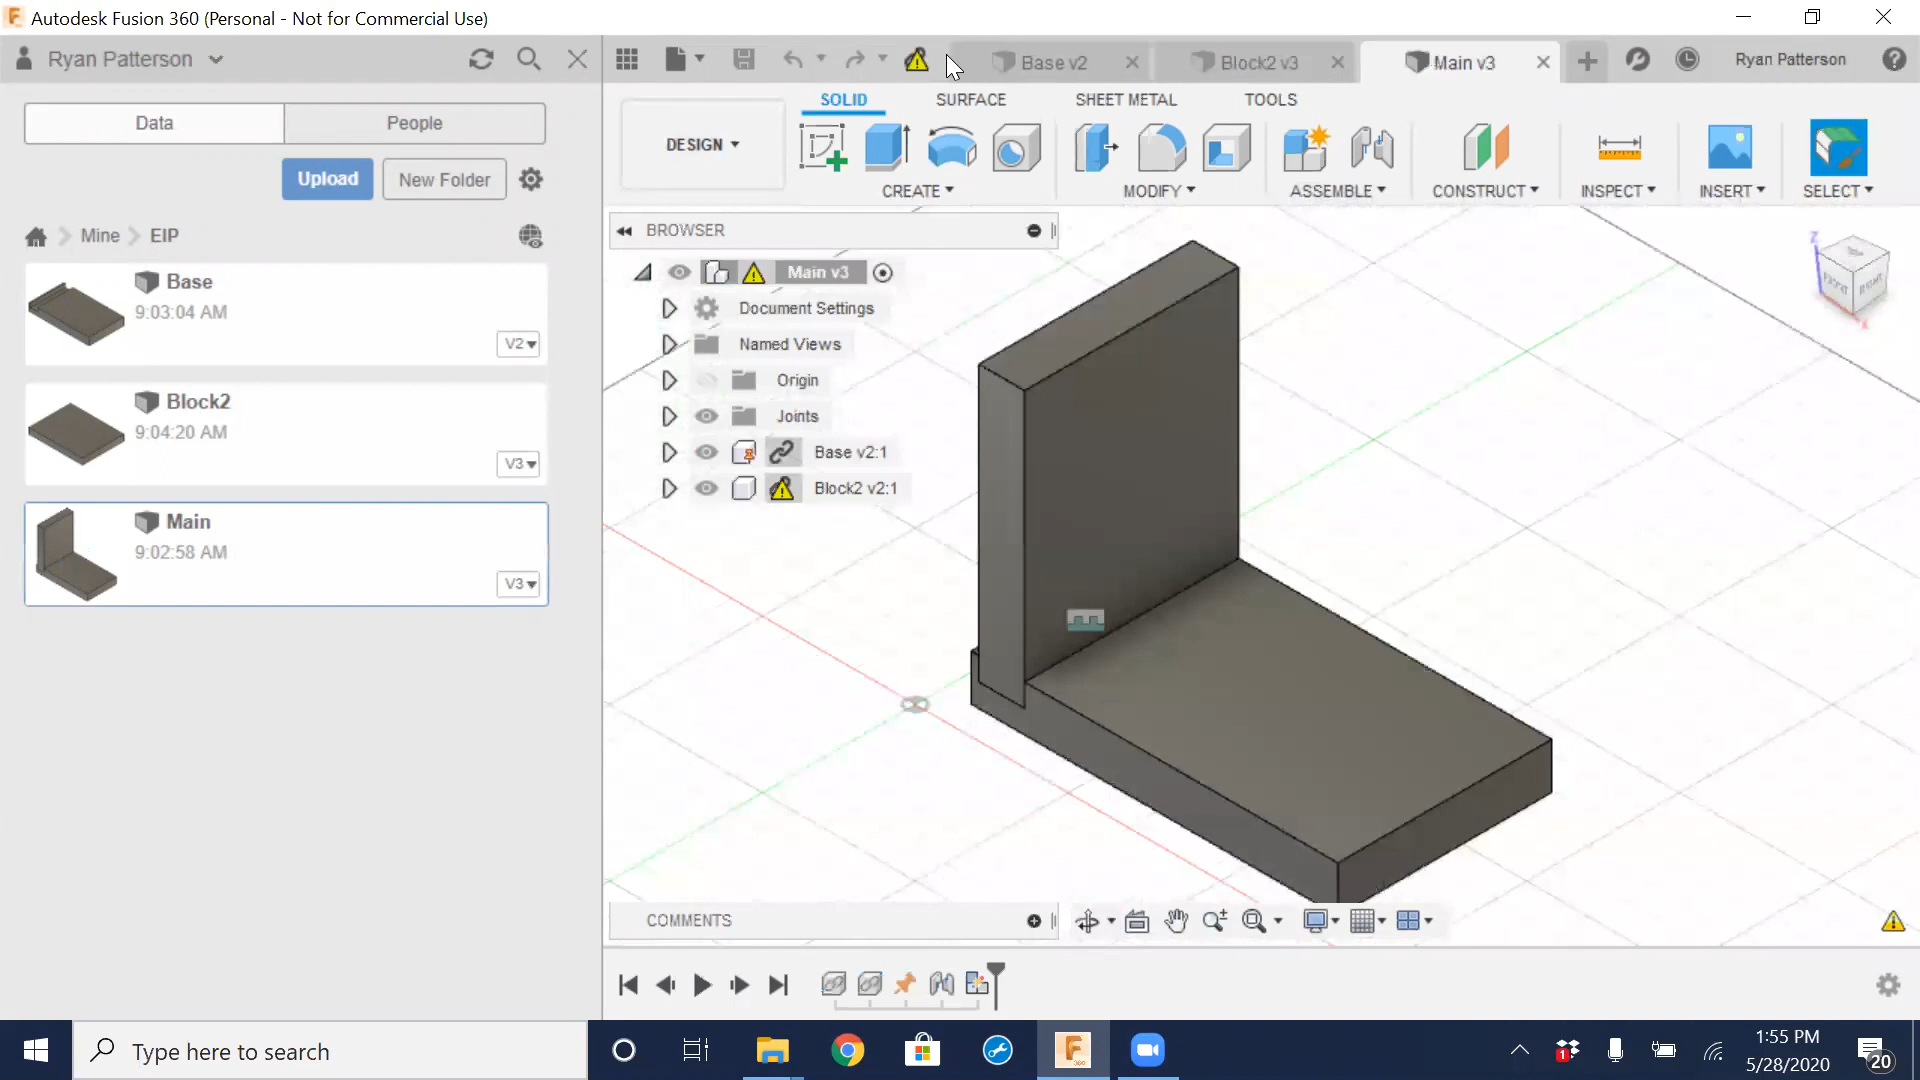 Autodesk Fusion 360 (Personal - Not for Commercial Use)
Ryan Patterson
Data
People
Upload
New Folder
Mine
EIP
Base
9:03:04 AM
V2
Block2
9:04:20 AM
V3
Main
9:02:58 AM
V3
Base v2
Block2 v3
Main v3
Ryan Patterson
SOLID
SURFACE
SHEET METAL
TOOLS
DESIGN
CREATE
MODIFY
ASSEMBLE
CONSTRUCT
INSPECT
INSERT
SELECT
BROWSER
Main v3
Document Settings
Named Views
Origin
Joints
Base v2:1
Block2 v2:1
Z
FRONT
RIGHT
X
COMMENTS
Type here to search
360
1
1:55 PM
5/28/2020
20